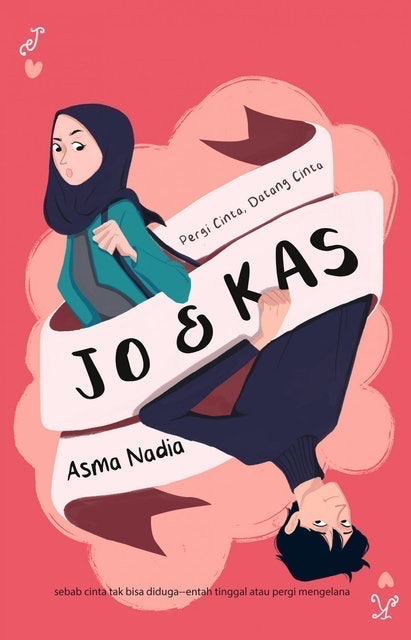 J
Pergi Cinta, Datang Cinta
JO & KAS
Asma Nadia
sebab cinta tak bisa diduga--entah tinggal atau pergi mengelana
K